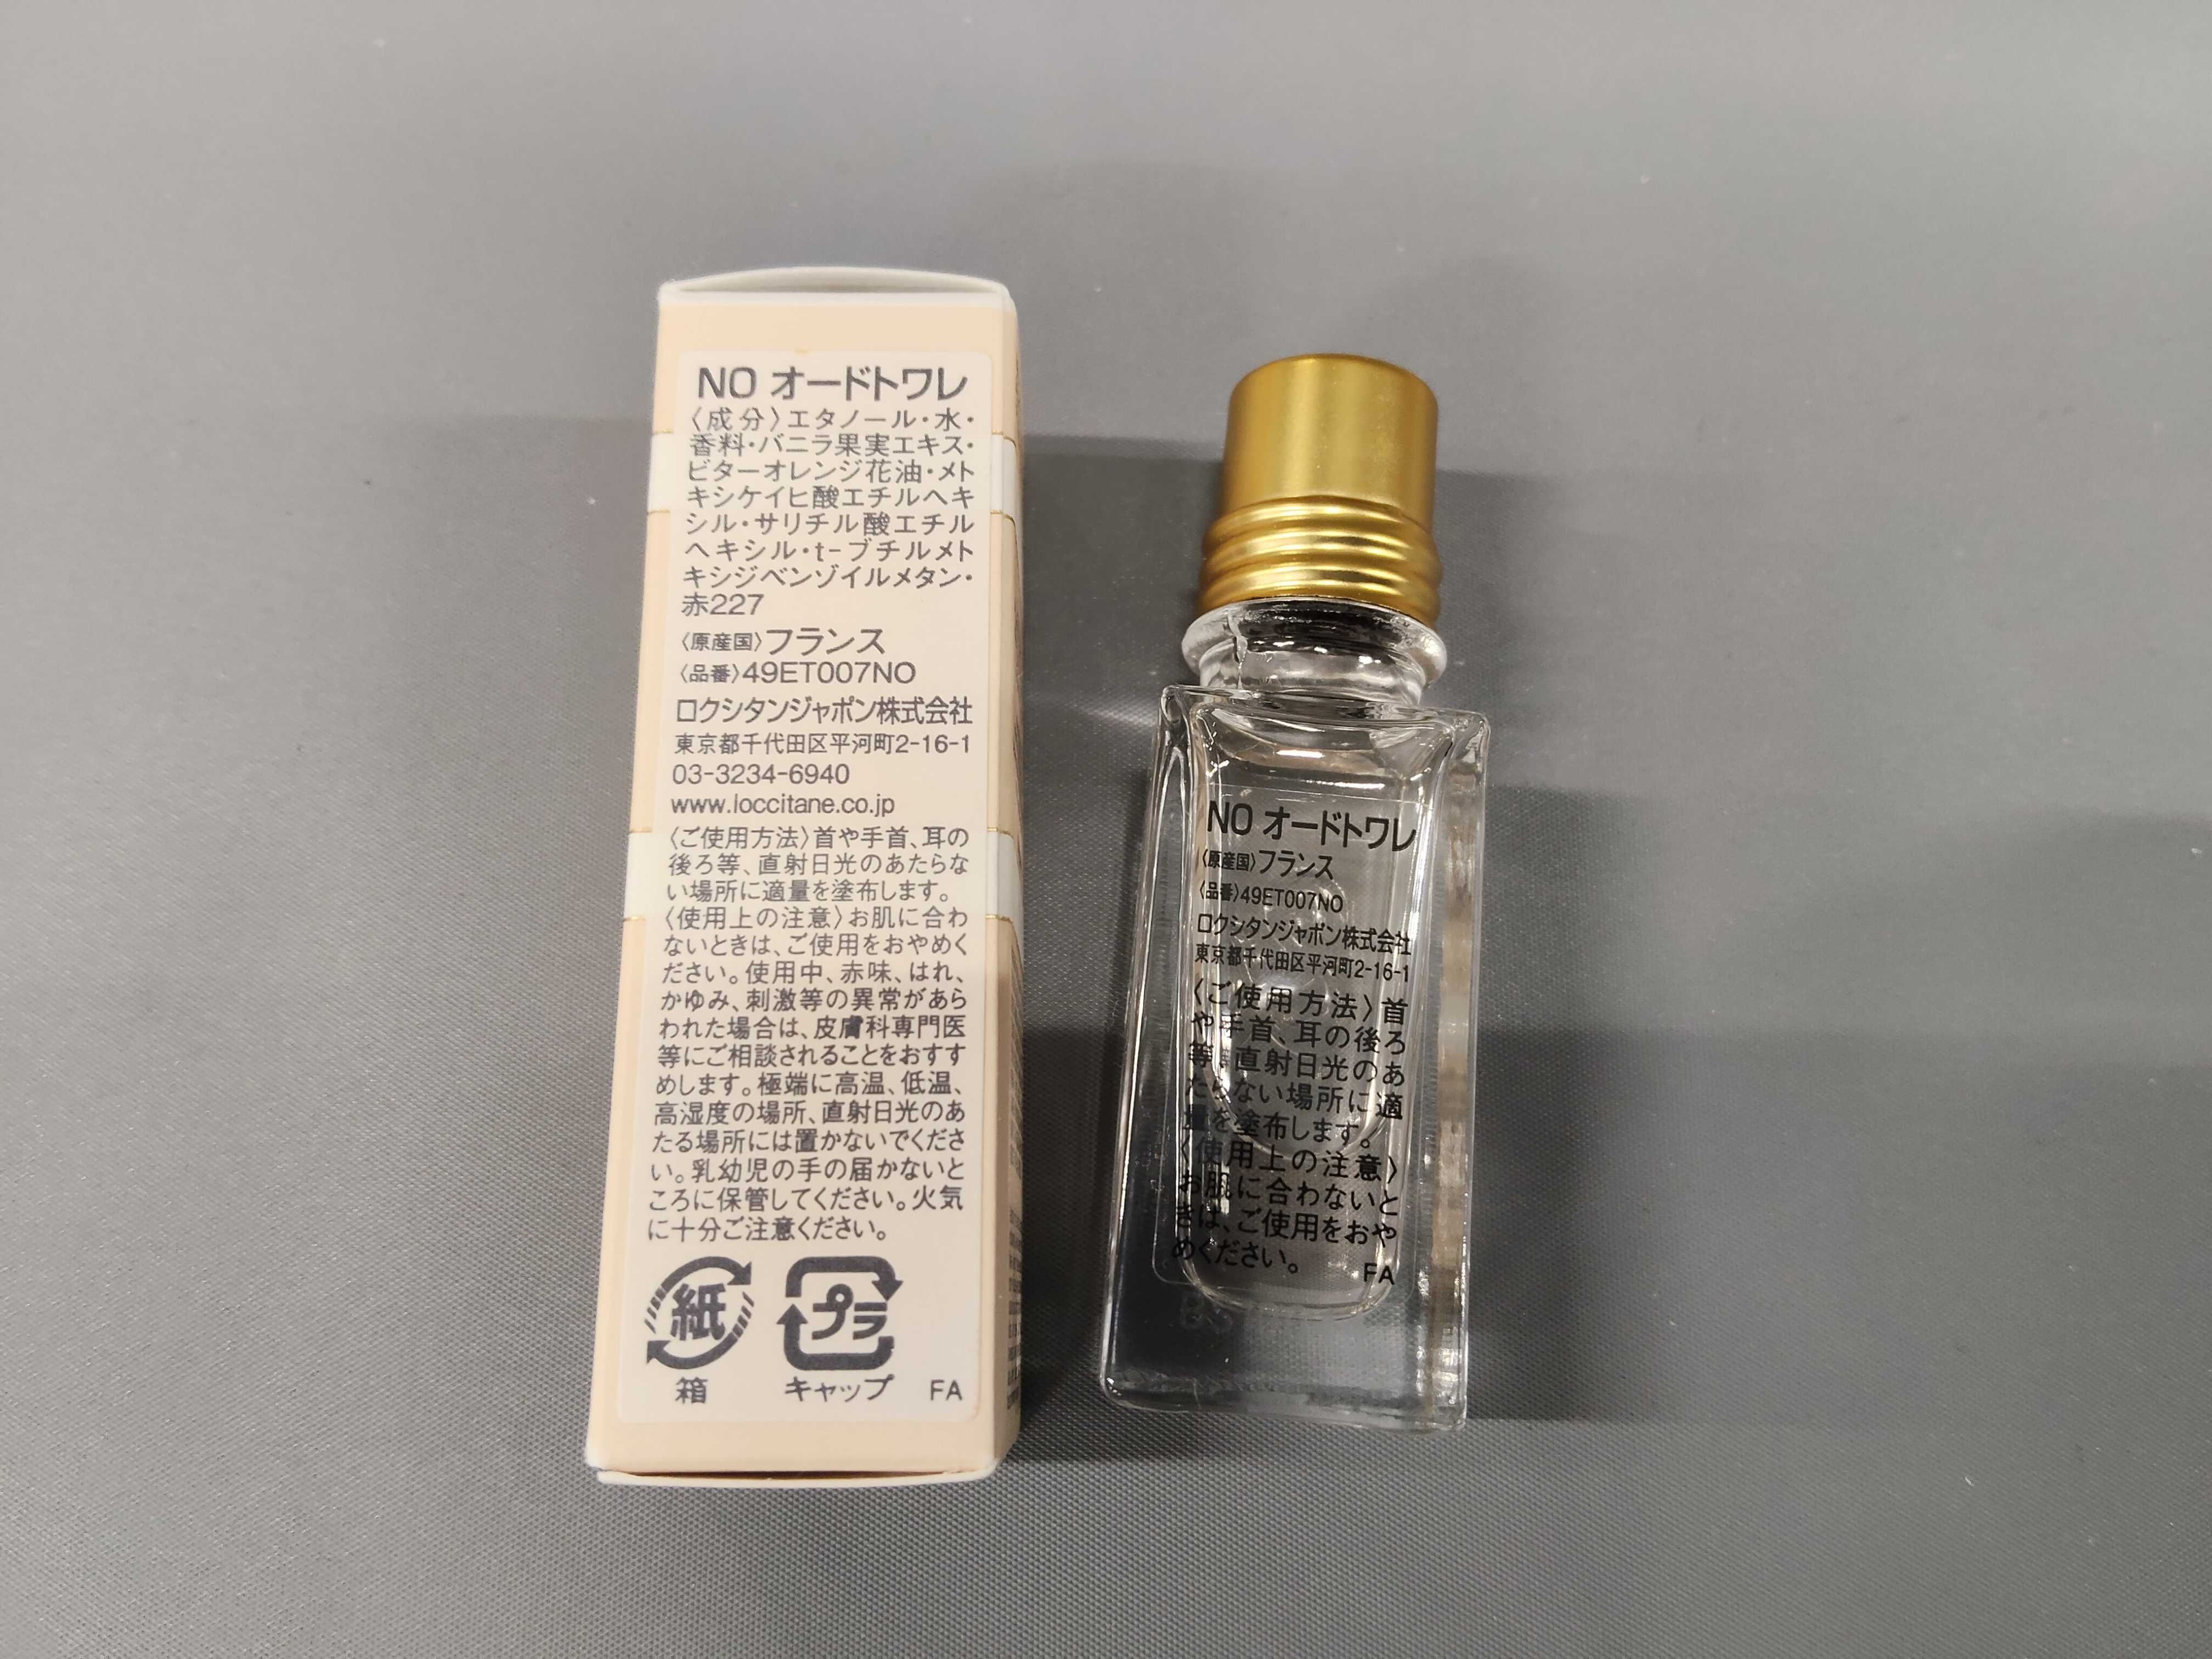 NO オードトワレ
〈成分〉エタノール・水・
香料・バニラ果実エキス・
ビターオレンジ花油・メト
キシケイヒ酸エチルヘキ
シル・サリチル酸エチル
ヘキシル・t-ブチルメト
キシジベンゾイルメタン・
赤227
〈原産国〉フランス
〈品番〉49ET007NO
ロクシタンジャポン株式会社
東京都千代田区平河町2-16-1
03-3234-6940
www.loccitane.co.jp
〈ご使用方法〉首や手首、耳の
後ろ等、直射日光のあたらな
い場所に適量を塗布します。
〈使用上の注意〉お肌に合わ
ないときは、ご使用をおやめく
ださい。使用中、赤味、はれ、
かゆみ、刺激等の異常があら
われた場合は、皮膚科専門医
等にご相談されることをおすす
めします。極端に高温、低温、
高湿度の場所、直射日光のあ
たる場所には置かないでくださ
い。乳幼児の手の届かないと
ころに保管してください。火気
に十分ご注意ください。
紙 プラ
箱 キャップ FA
NO オードトワレ
〈原産国〉フランス
〈品番〉49ET007NO
ロクシタンジャポン株式会社
東京都千代田区平河町2-16-1
〈ご使用方法〉首
や手首、耳の後ろ
等、直射日光のあ
たらない場所に適
量を塗布します。
〈使用上の注意〉
お肌に合わないと
きは、ご使用をおや
めください。 FA